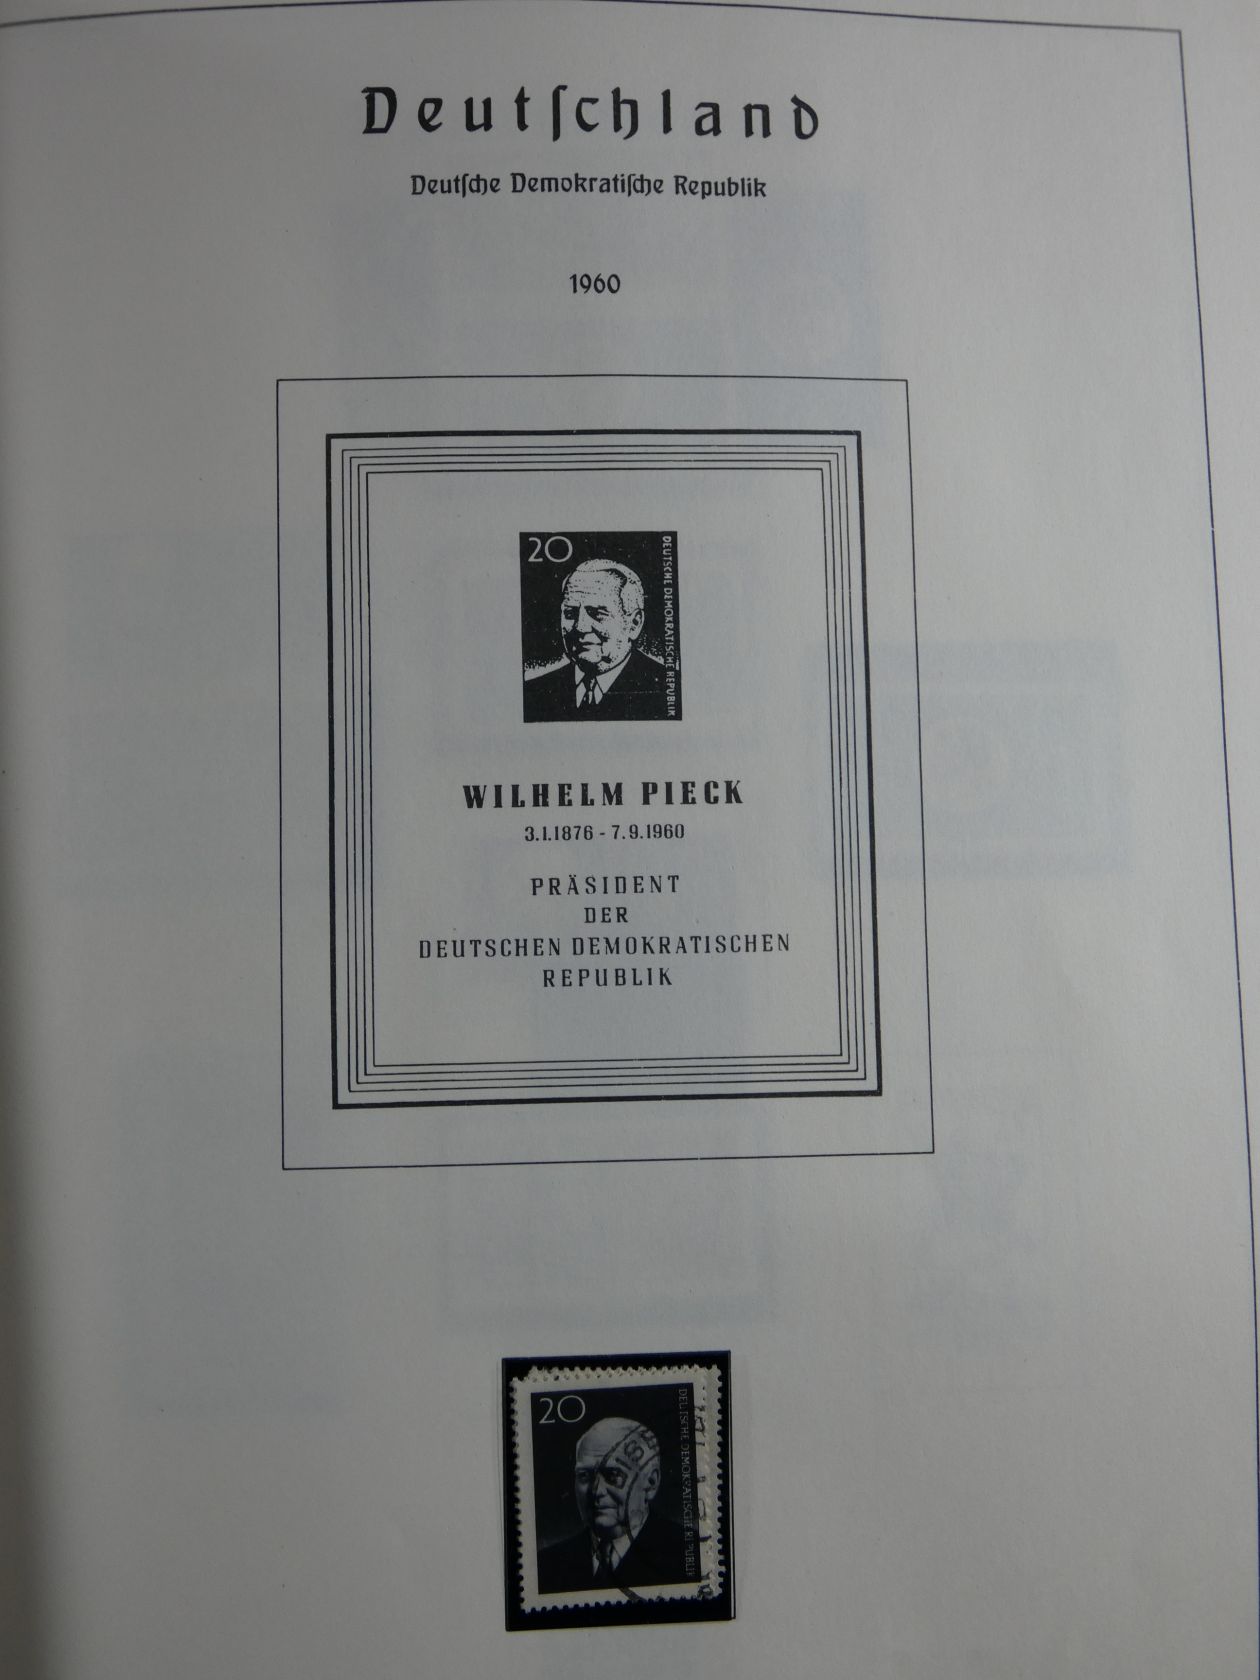 Deutſchland
Deutſche Demokratiſche Republik
1960
20
DEUTSCHE DEMOKRATISCHE REPUBLIK
WILHELM PIECK
3.1.1876 - 7.9.1960
PRÄSIDENT
DER
DEUTSCHEN DEMOKRATISCHEN
REPUBLIK
20
DEUTSCHE DEMOKRATISCHE REPUBLIK